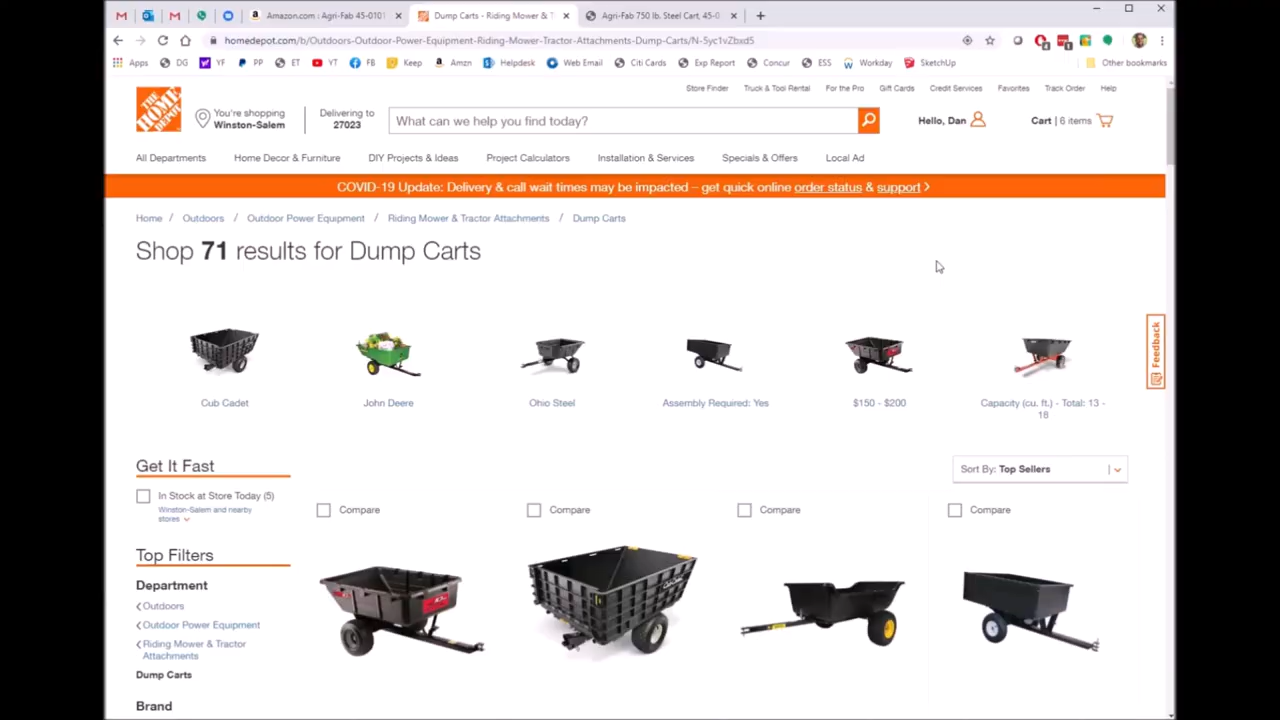 Amazon.com : Agri-Fab 45-0101
Dump Carts - Riding Mower & T
Agri-Fab 750 lb. Steel Cart, 45-0
homedepot.com/b/Outdoors-Outdoor-Power-Equipment-Riding-Mower-Tractor-Attachments-Dump-Carts/N-5yc1vZbxd5
Apps DG YF PP ET YT FB Keep Amzn Helpdesk Web Email Citi Cards Exp Report Concur ESS Workday SketchUp Other bookmarks
Store Finder Truck & Tool Rental For the Pro Gift Cards Credit Services Favorites Track Order Help
THE HOME DEPOT
You're shopping
Winston-Salem
Delivering to
27023
What can we help you find today?
Hello, Dan
Cart | 6 items
All Departments Home Decor & Furniture DIY Projects & Ideas Project Calculators Installation & Services Specials & Offers Local Ad
COVID-19 Update: Delivery & call wait times may be impacted – get quick online order status & support >
Home / Outdoors / Outdoor Power Equipment / Riding Mower & Tractor Attachments / Dump Carts
Shop 71 results for Dump Carts
Feedback
Cub Cadet
John Deere
Ohio Steel
Assembly Required: Yes
$150 - $200
Capacity (cu. ft.) - Total: 13 -
18
Get It Fast
Sort By: Top Sellers
In Stock at Store Today (5)
Winston-Salem and nearby
stores
Compare Compare Compare Compare
Top Filters
Department
Outdoors
Outdoor Power Equipment
Riding Mower & Tractor
Attachments
Dump Carts
Brand